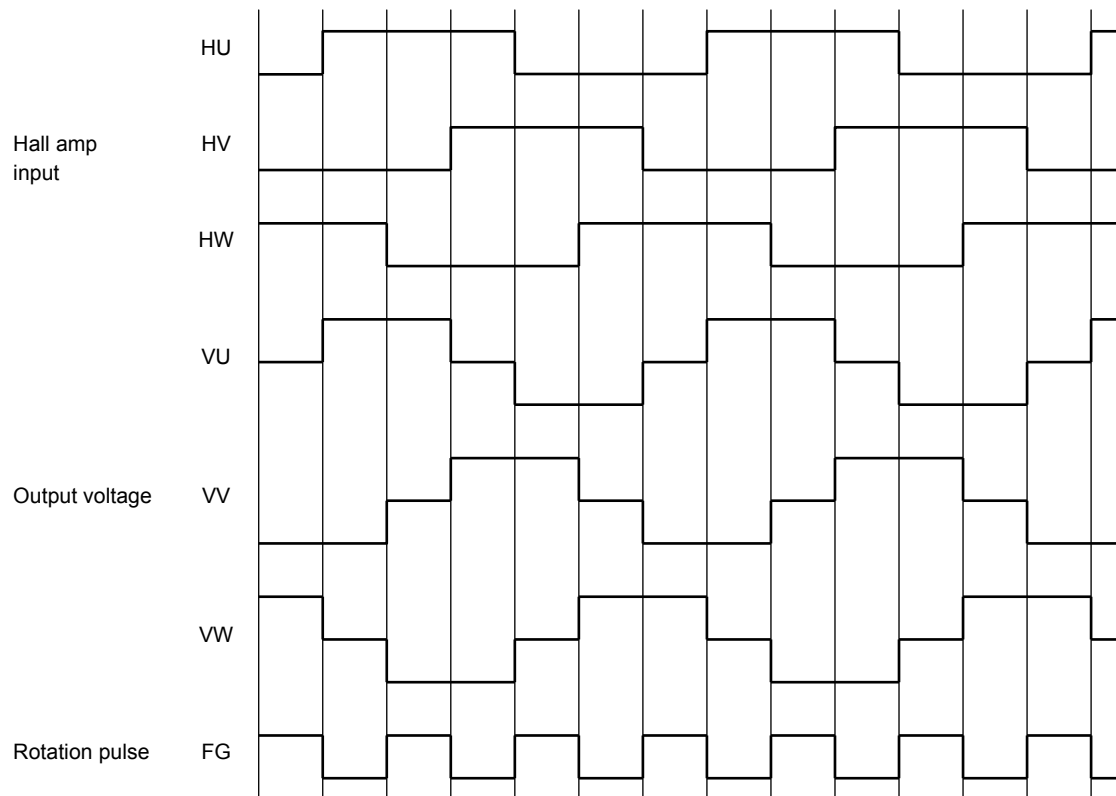 HU
Hall amp
input
HV
HW
VU
Output voltage
VV
VW
Rotation pulse
FG